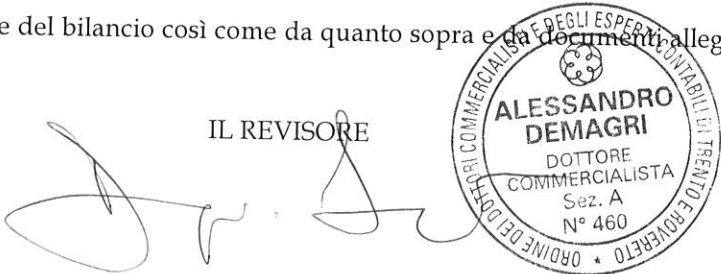 e del bilancio così come da quanto sopra e da documenti alleg
IL REVISORE
ORDINE DEI DOTTORI COMMERCIALISTI E DEGLI ESPERTI CONTABILI DI TRENTO E ROVERETO *
ALESSANDRO
DEMAGRI
DOTTORE
COMMERCIALISTA
Sez. A
N° 460